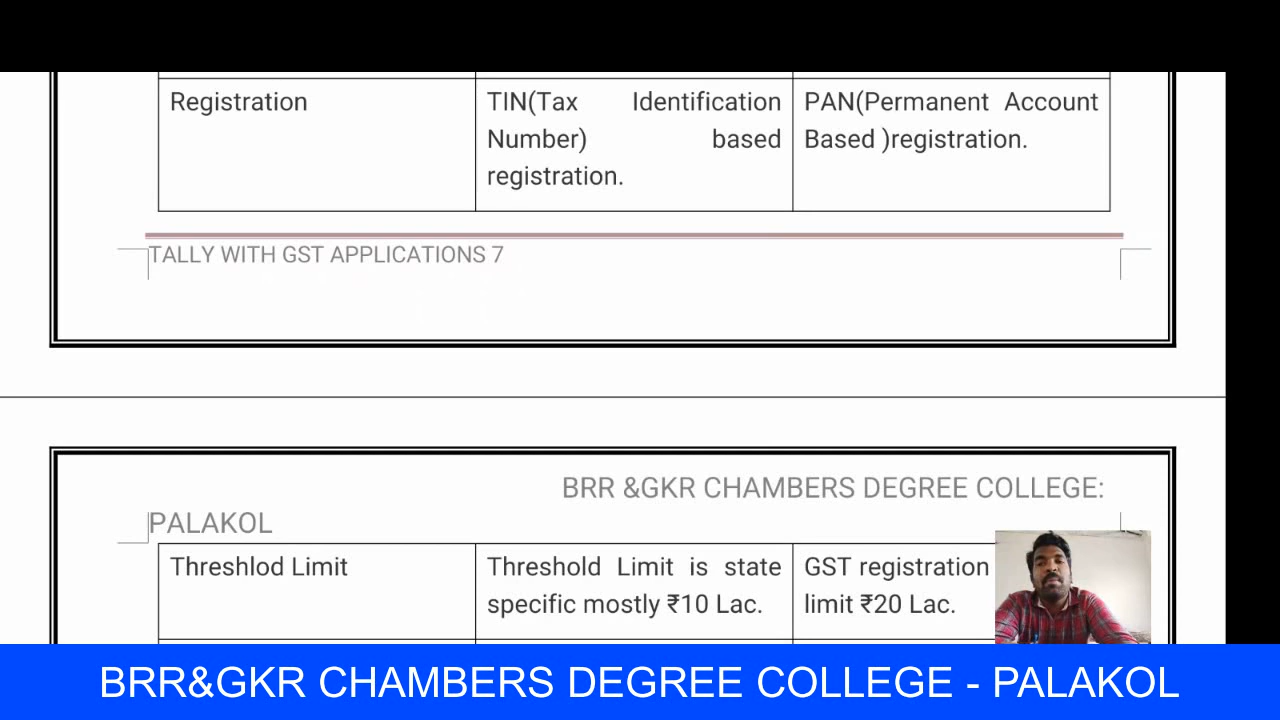 Registration
TIN(Tax Identification
Number) based
registration.
PAN(Permanent Account
Based )registration.
TALLY WITH GST APPLICATIONS 7
BRR &GKR CHAMBERS DEGREE COLLEGE:
PALAKOL
Threshlod Limit
Threshold Limit is state
specific mostly ₹10 Lac.
GST registration
limit ₹20 Lac.
BRR&GKR CHAMBERS DEGREE COLLEGE - PALAKOL